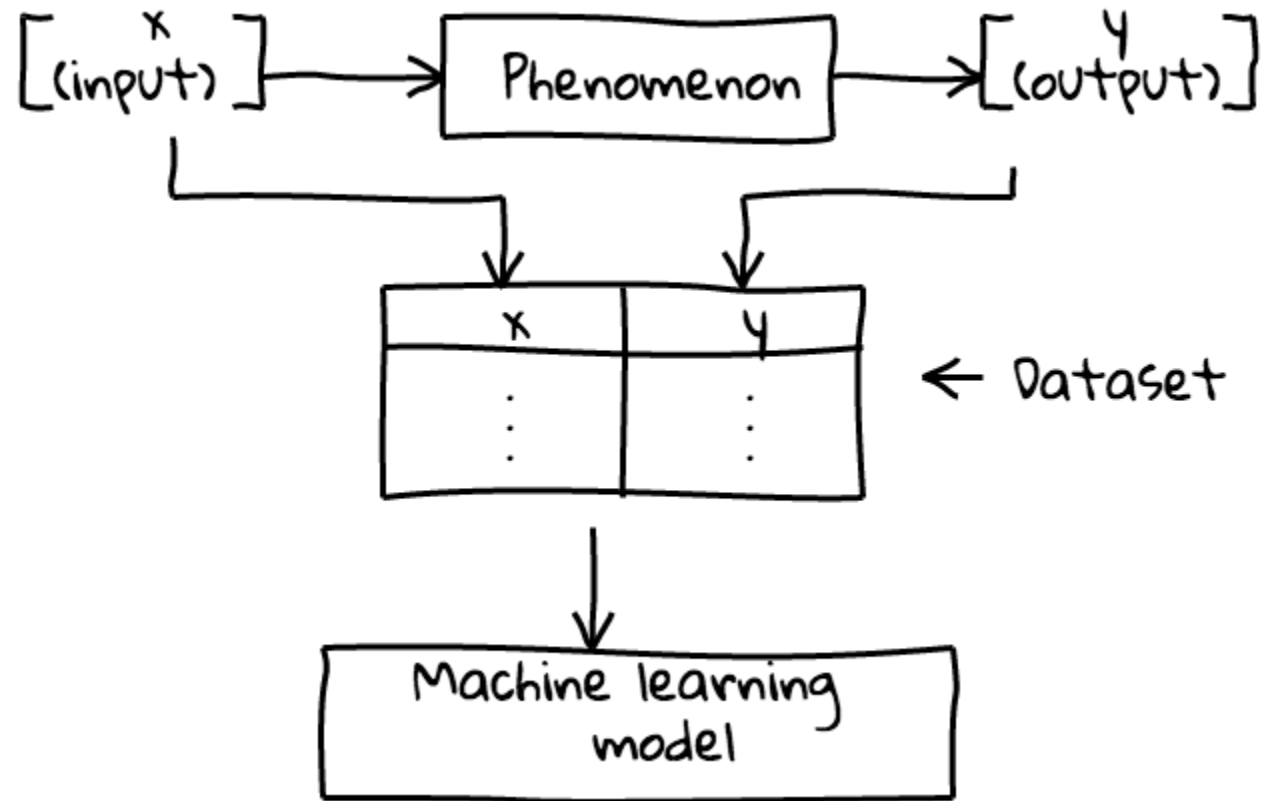 x
(input)
Phenomenon
y
(output)
x
y
Dataset
Machine learning
model